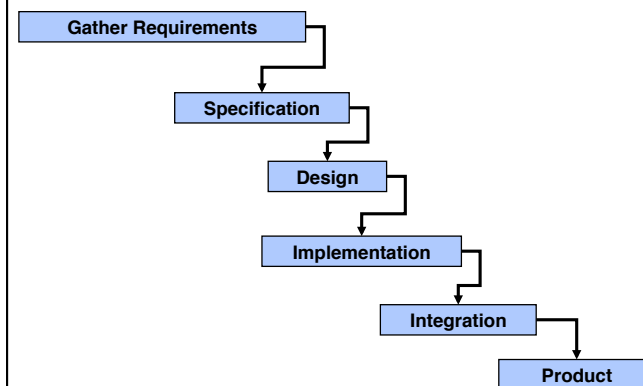 Gather Requirements
Specification
Design
Implementation
Integration
Product